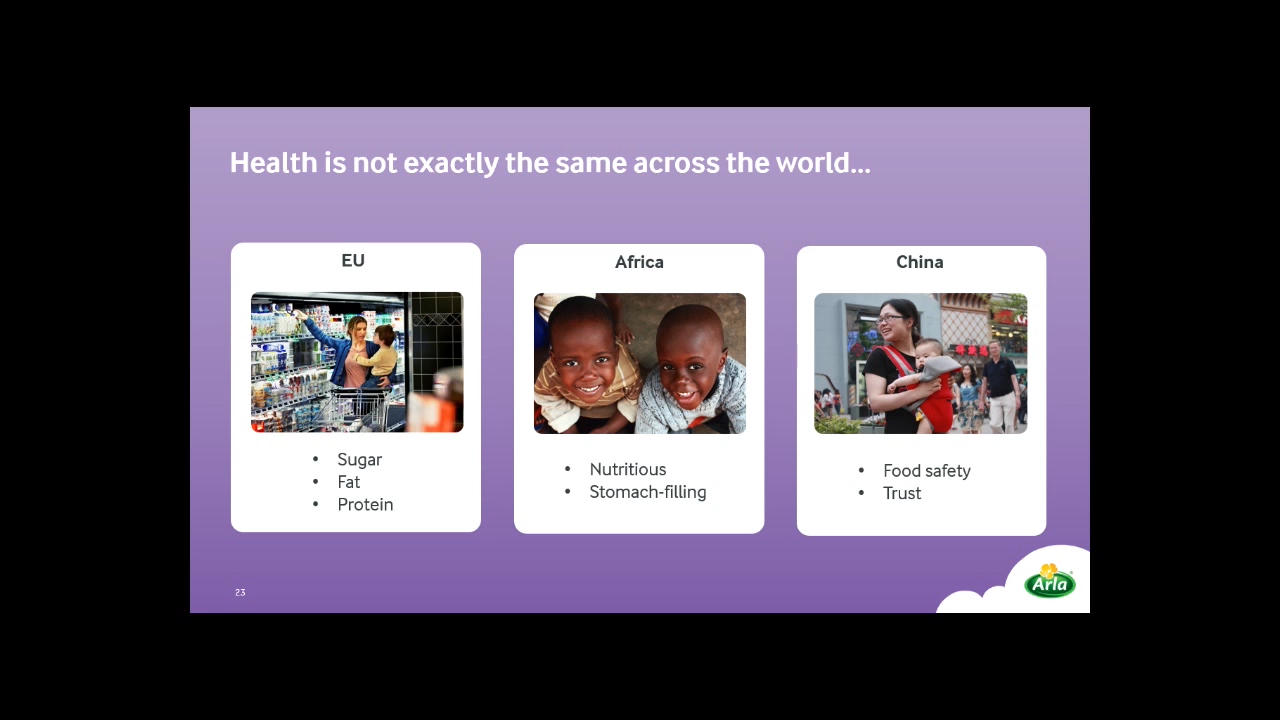 Health is not exactly the same across the world...
EU
• Sugar
• Fat
• Protein
Africa
• Nutritious
• Stomach-filling
China
• Food safety
• Trust
23
Arla